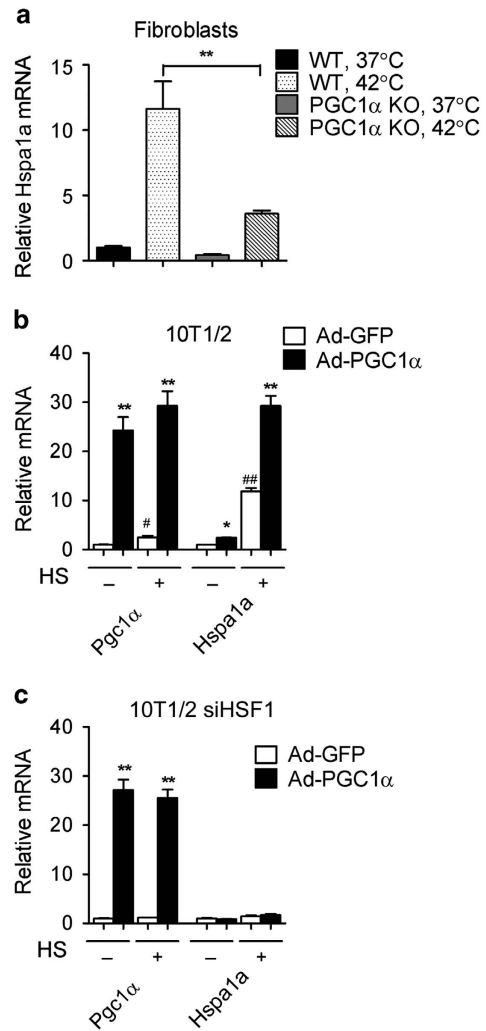 a
Fibroblasts
Relative Hspa1a mRNA
15
10
5
0
**
WT, 37°C
WT, 42°C
PGC1α KO, 37°C
PGC1α KO, 42°C
b
10T1/2
Ad-GFP
Ad-PGC1α
Relative mRNA
40
30
20
10
0
** ** **
# * ##
HS – + – +
Pgc1α Hspa1a
c
10T1/2 siHSF1
Ad-GFP
Ad-PGC1α
Relative mRNA
40
30
20
10
0
** **
HS – + – +
Pgc1α Hspa1a